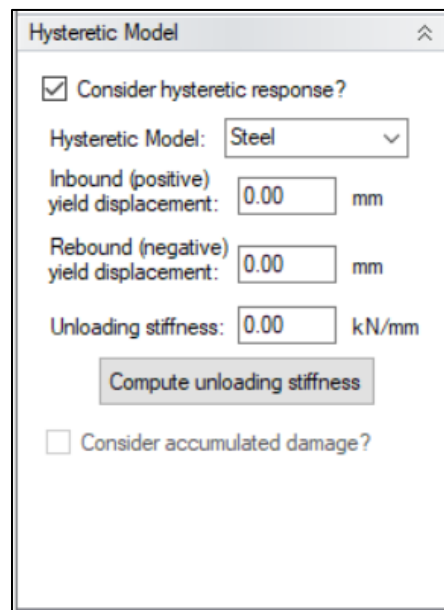 Hysteretic Model
Consider hysteretic response?
Hysteretic Model: Steel
Inbound (positive)
yield displacement: 0.00 mm
Rebound (negative)
yield displacement: 0.00 mm
Unloading stiffness: 0.00 kN/mm
Compute unloading stiffness
Consider accumulated damage?